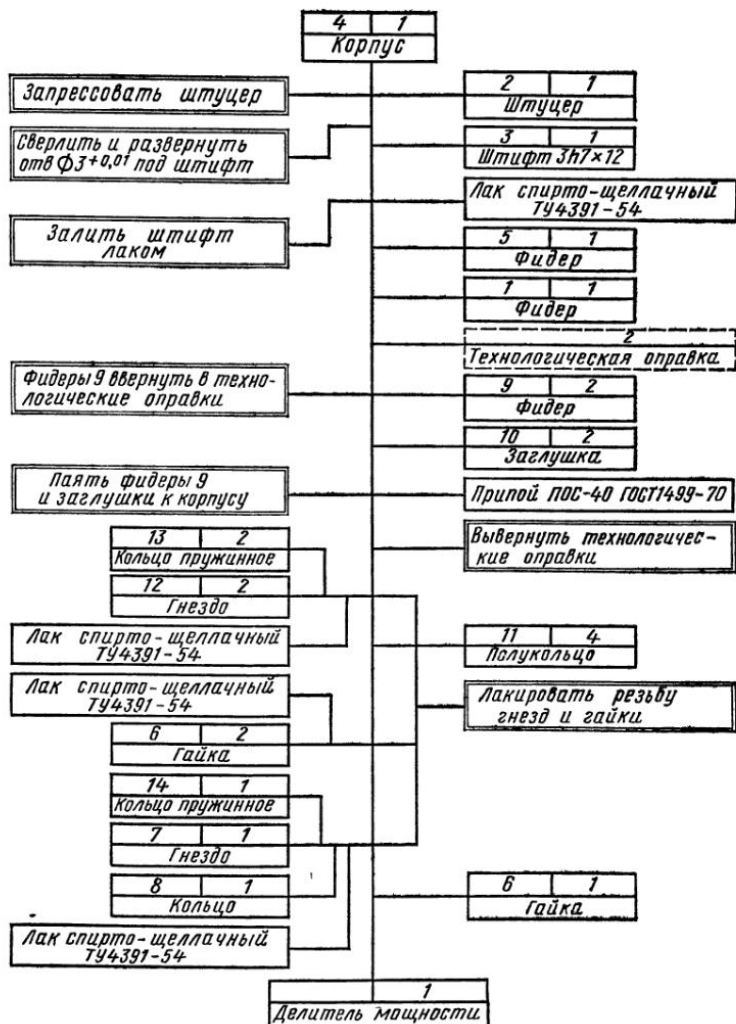 4 1
Корпус
Запрессовать штуцер
2 1
Штуцер
Сверлить и развернуть
отв Ф3+0,01 под штифт
3 1
Штифт 3h7×12
Лак спирто-щеллачный
ТУ4391-54
Залить штифт
лаком
5 1
Фидер
1 1
Фидер
2
Технологическая оправка
Фидеры 9 ввернуть в техно-
логические оправки
9 2
Фидер
10 2
Заглушка
Паять фидеры 9
и заглушки к корпусу
Припой ПОС-40 ГОСТ1499-70
13 2
Кольцо пружинное
Вывернуть технологичес-
кие оправки
12 2
Гнездо
Лак спирто-щеллачный
ТУ4391-54
11 4
Полукольцо
Лак спирто-щеллачный
ТУ4391-54
Лакировать резьбу
гнезд и гайки
6 2
Гайка
14 1
Кольцо пружинное
7 1
Гнездо
8 1
Кольцо
6 1
Гайка
Лак спирто-щеллачный
ТУ4391-54
1
Делитель мощности